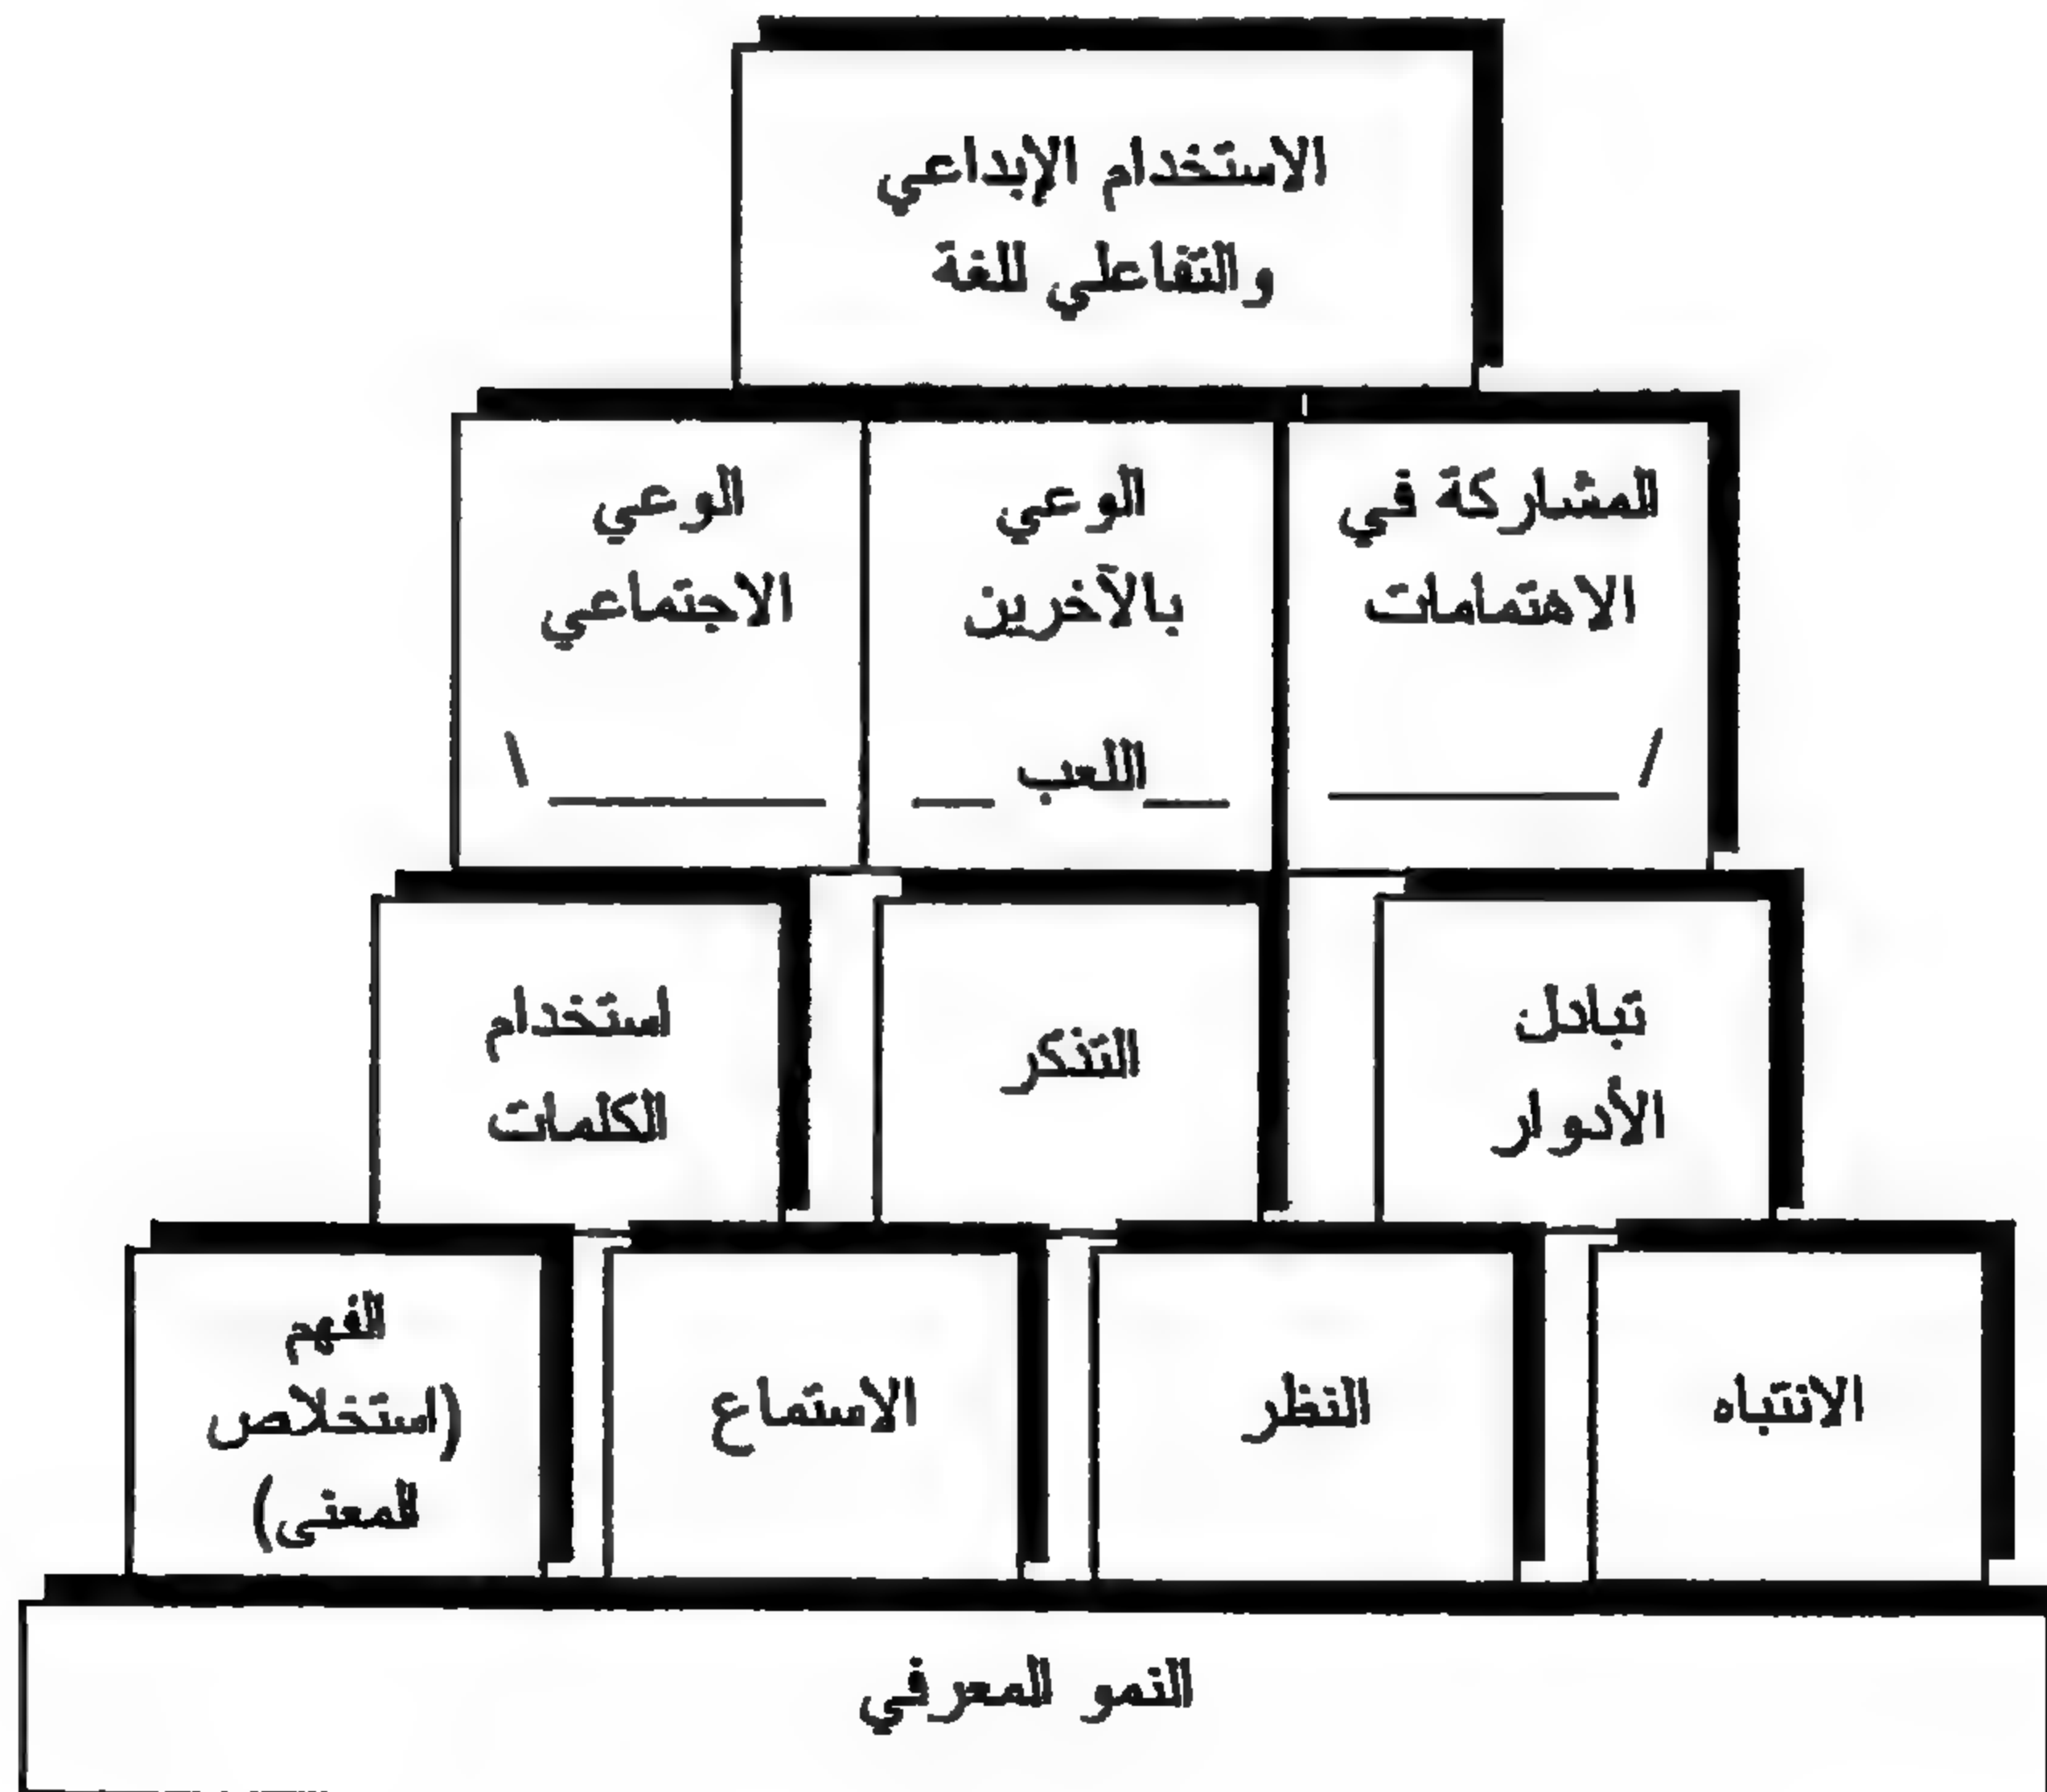 الاستخدام الإبداعي
والتفاعلي للغة
المشاركة في
الاهتمامات
الوعي
بالآخرين
الوعي
الاجتماعي
اللعب
تبادل
الأدوار
التذكر
استخدام
الكلمات
الانتباه
النظر
الاستماع
الفهم
(استخلاص
المعنى)
النمو المعرفي